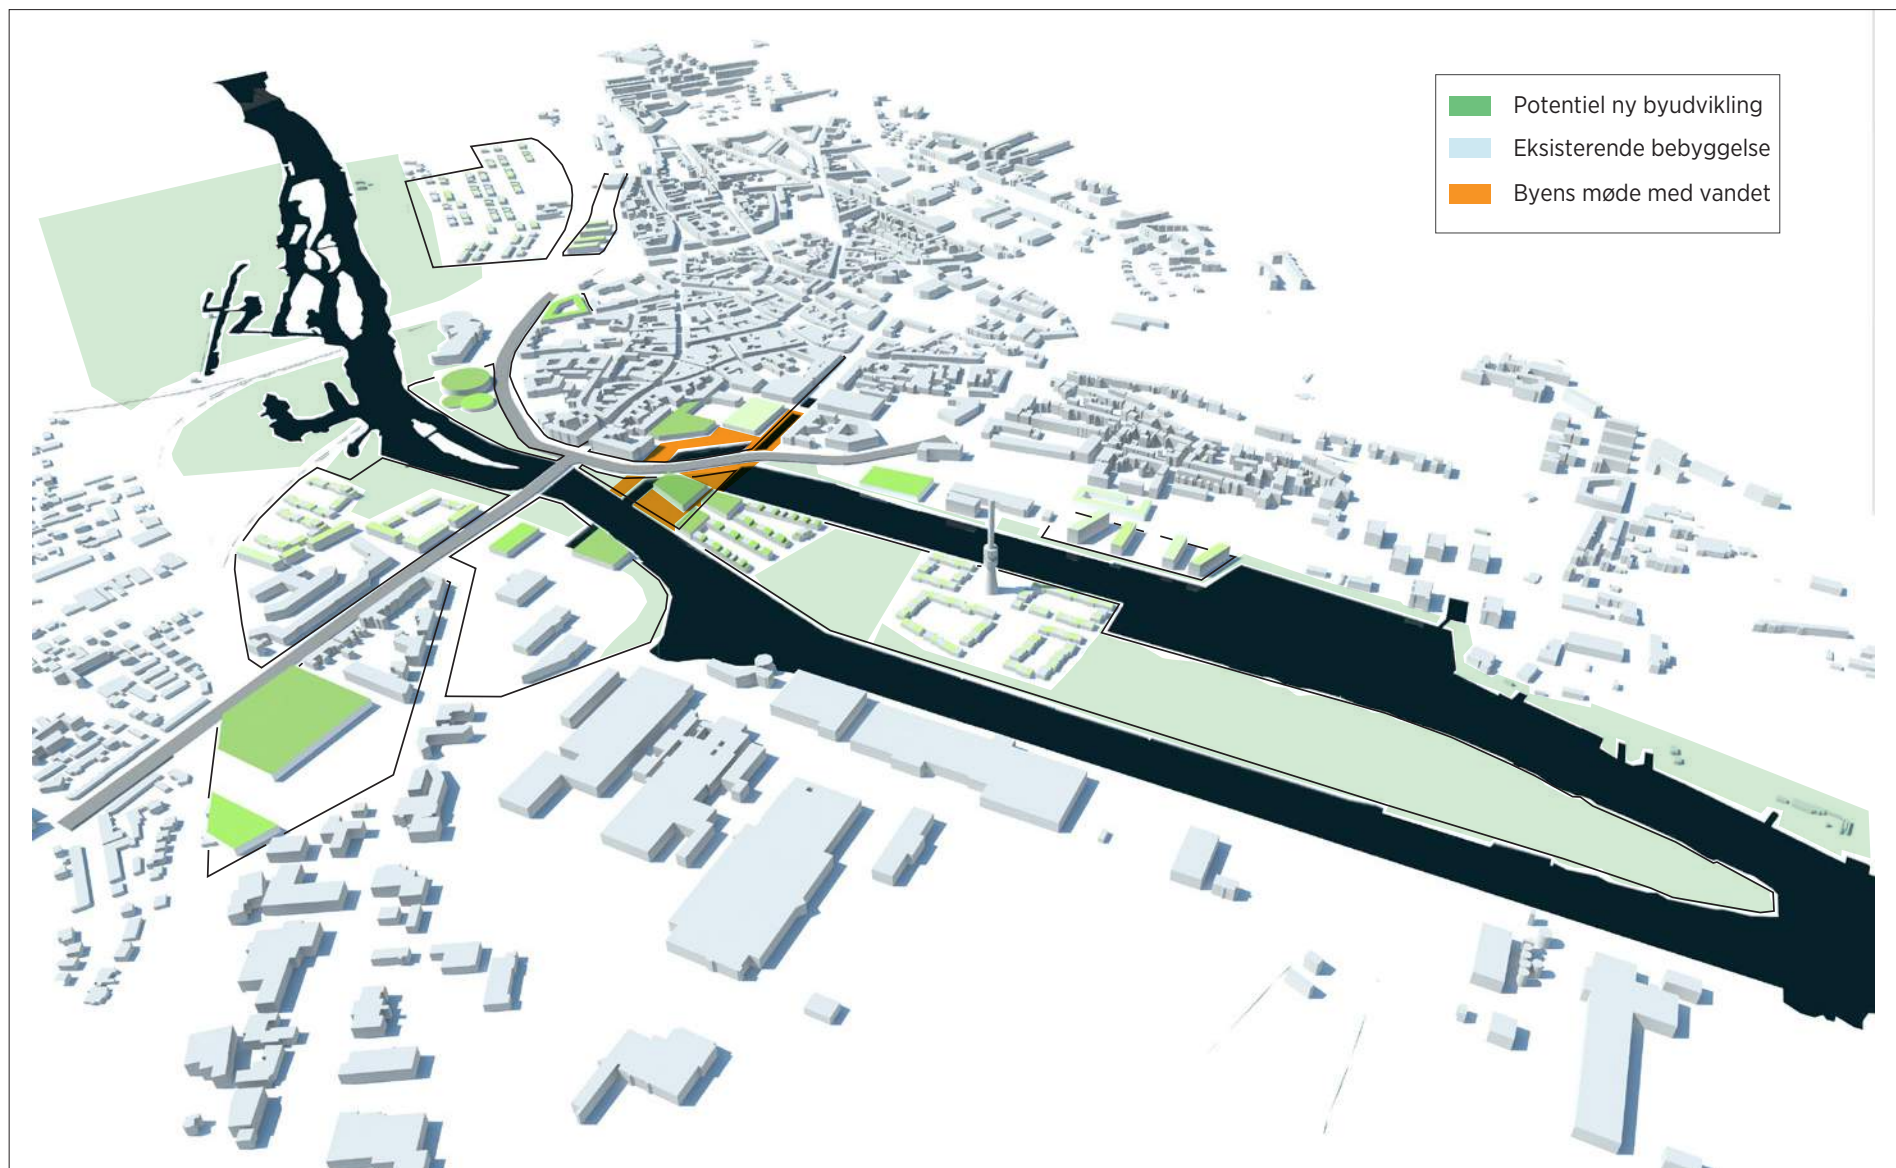 Potentiel ny byudvikling
Eksisterende bebyggelse
Byens møde med vandet